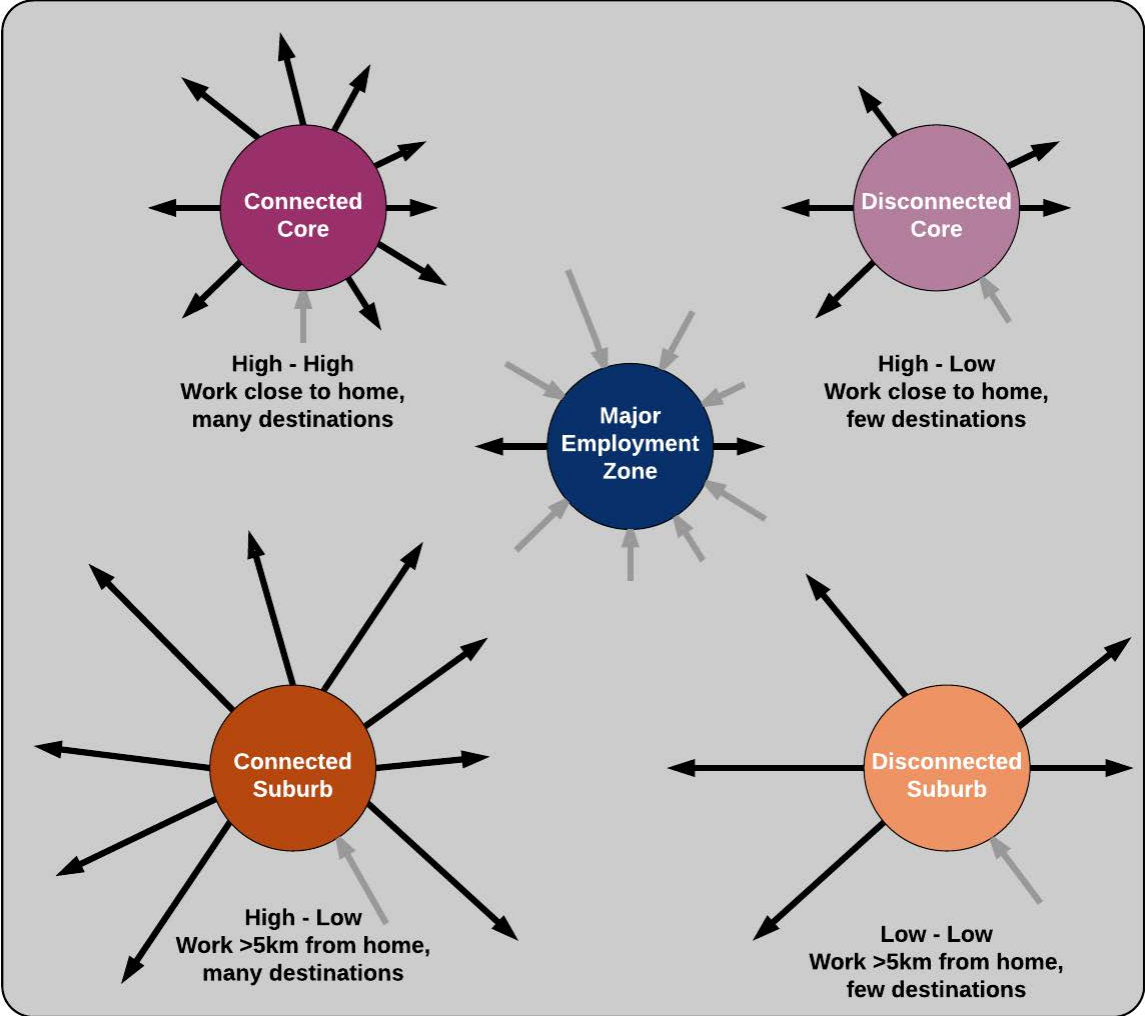 Connected
Core
High - High
Work close to home,
many destinations
Disconnected
Core
High - Low
Work close to home,
few destinations
Major
Employment
Zone
Connected
Suburb
High - Low
Work >5km from home,
many destinations
Disconnected
Suburb
Low - Low
Work >5km from home,
few destinations